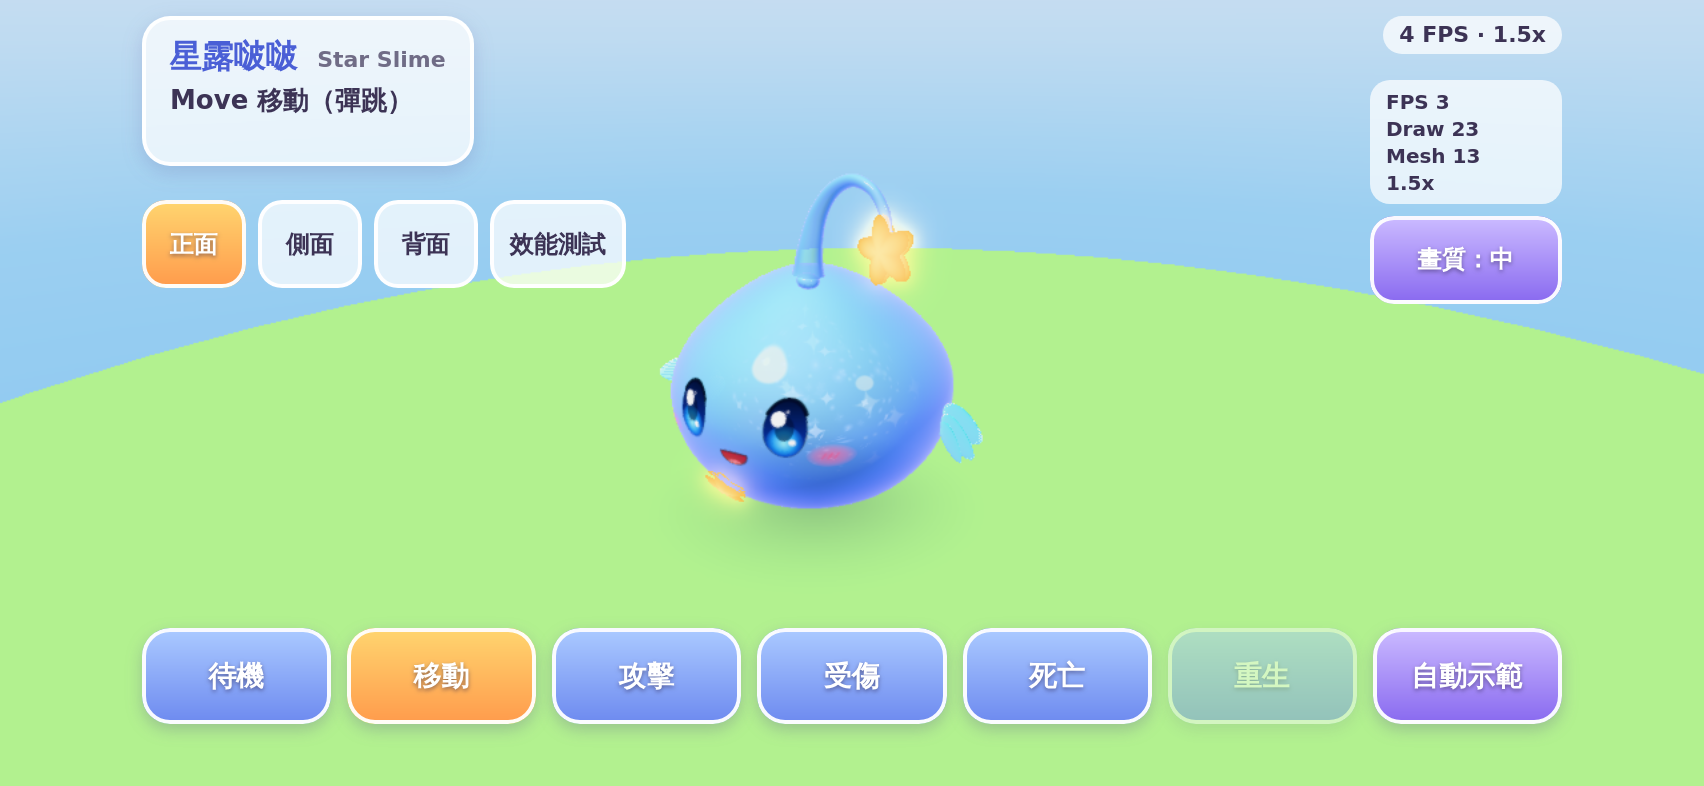 星露啵啵 Star Slime
Move 移動（彈跳）
4 FPS · 1.5x
FPS 3
Draw 23
Mesh 13
1.5x
正面
側面
背面
效能測試
畫質：中
待機
移動
攻擊
受傷
死亡
重生
自動示範